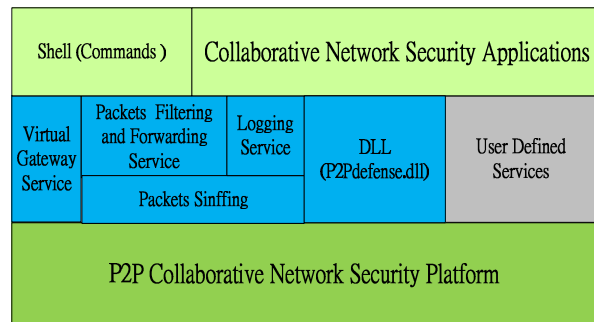 Shell (Commands )
Collaborative Network Security Applications
Virtual
Gateway
Service
Packets Filtering
and Forwarding
Service
Logging
Service
Packets Sinffing
DLL
(P2Pdefense.dll)
User Defined
Services
P2P Collaborative Network Security Platform